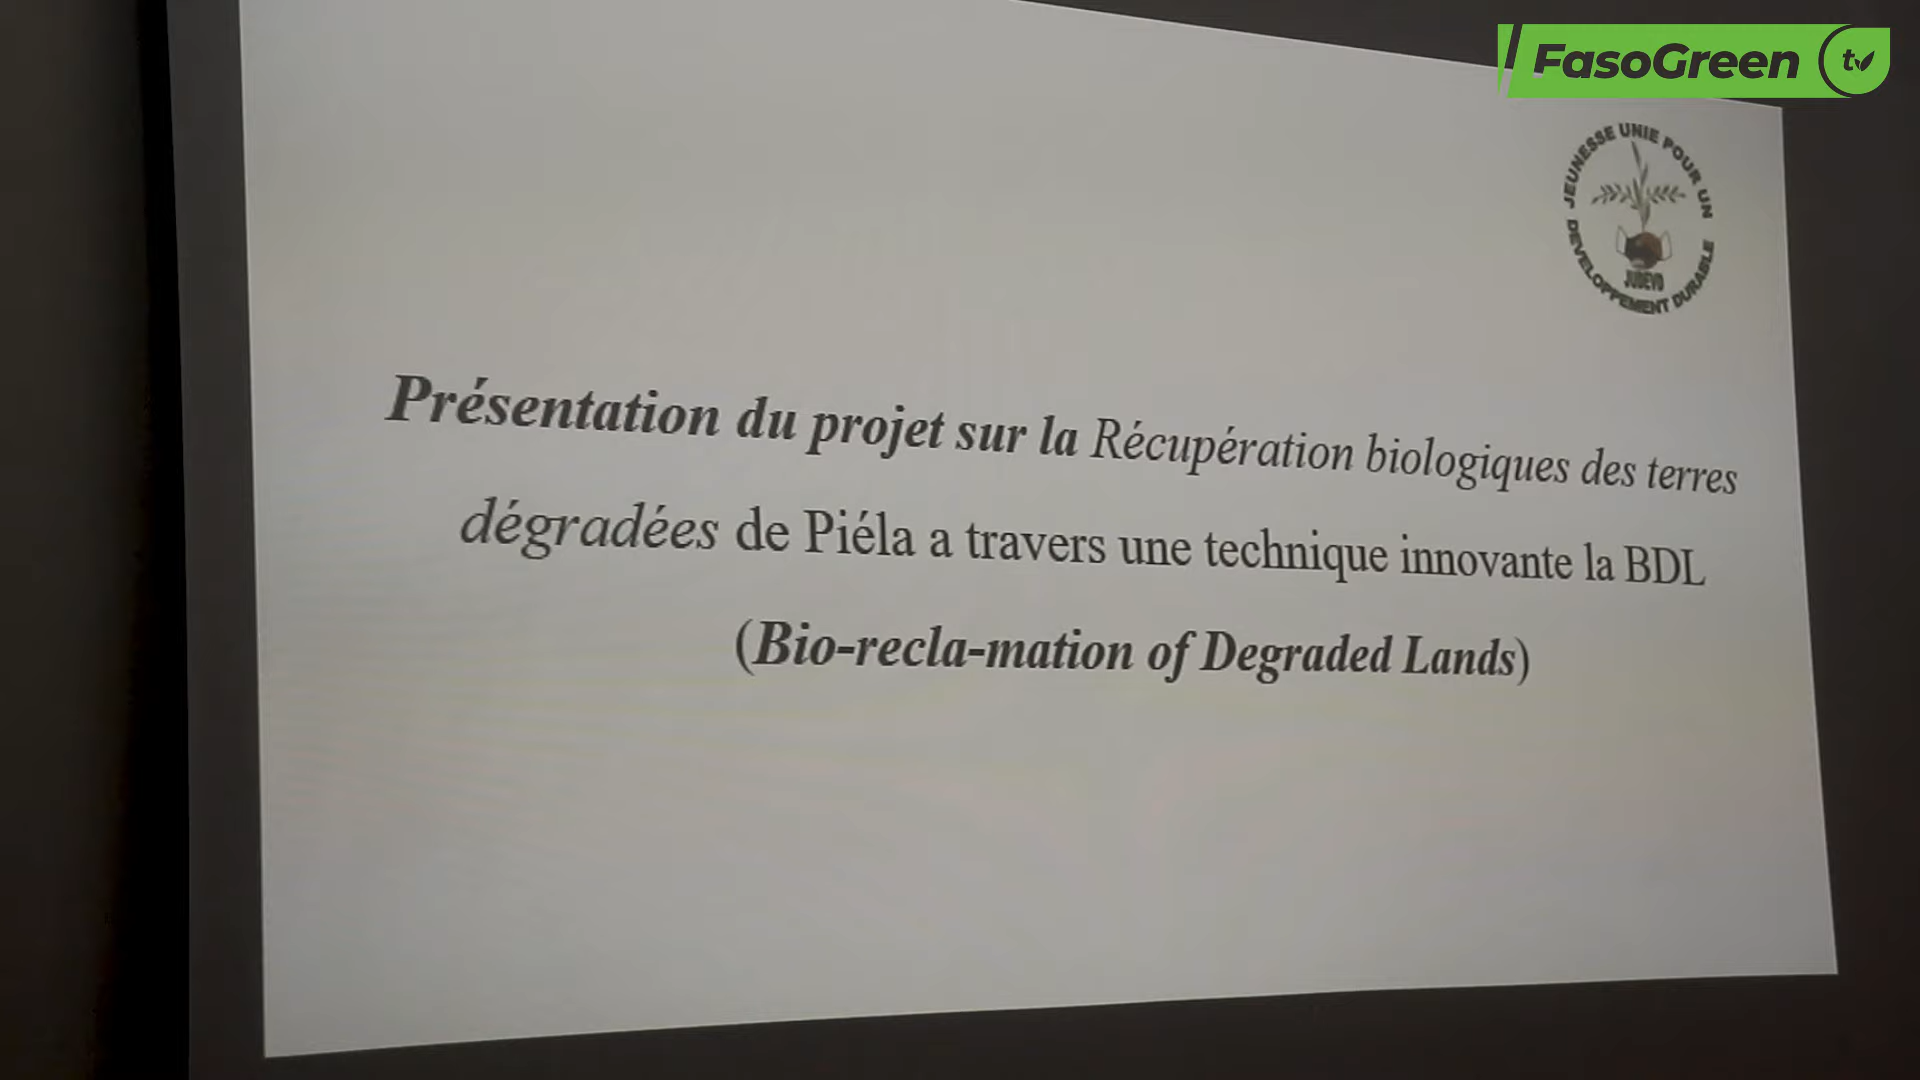 FasoGreen tv
JEUNESSE UNIE POUR UN
DEVELOPPEMENT DURABLE
JUDEVD
Présentation du projet sur la Récupération biologiques des terres
dégradées de Piéla a travers une technique innovante la BDL
(Bio-recla-mation of Degraded Lands)